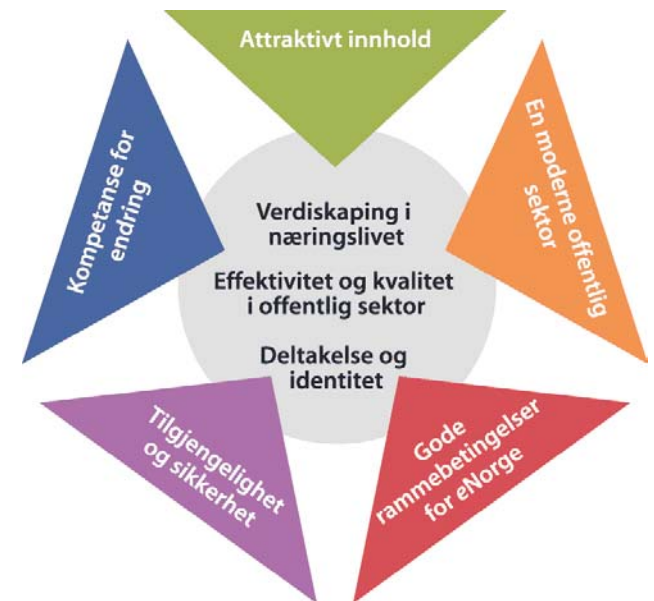 Attraktivt innhold
En moderne offentlig
sektor
Gode
rammebetingelser
for eNorge
Tilgjengelighet
og sikkerhet
Kompetanse for
endring
Verdiskaping i
næringslivet
Effektivitet og kvalitet
i offentlig sektor
Deltakelse og
identitet